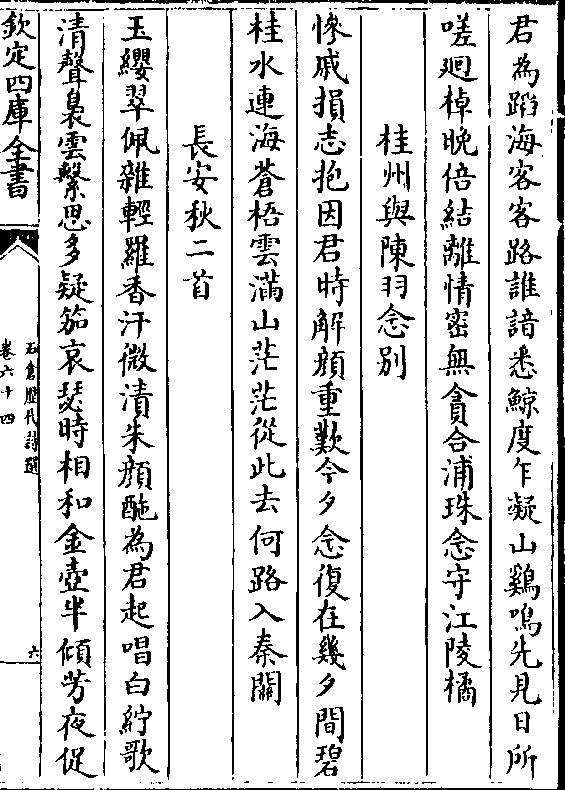 君為蹈海客客路誰諳悉鯨度乍凝山鷄鳴先見日所
嗟廻棹晚倍結離情密無貪合浦珠念守江陵橘
桂州與陳羽念别
慘戚損志抱因君時解顔重歎今夕念復在幾夕間碧
桂水連海蒼梧雲滿山茫茫從此去何路入秦關
長安秋二首
玉纓翠佩雜輕羅香汗微漬朱顔酡為君起唱白紵歌
清聲裊雲繫思多凝笳哀瑟時相和金壺半傾芳夜促
欽定四庫全書
石倉歴代詩選
卷六十四
六